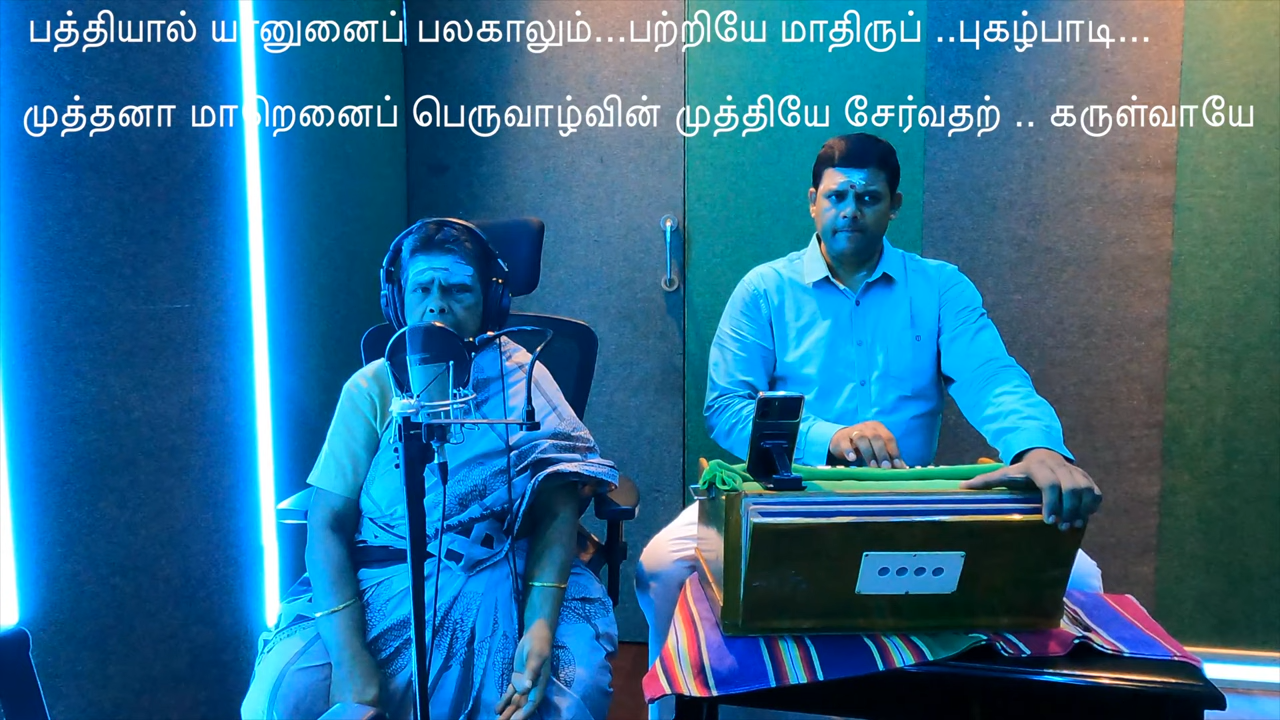 பத்தியால் யானுனைப் பலகாலும்...பற்றியே மாதிருப் ..புகழ்பாடி...
முத்தனா மாறெனைப் பெருவாழ்வின் முத்தியே சேர்வதற் .. கருள்வாயே